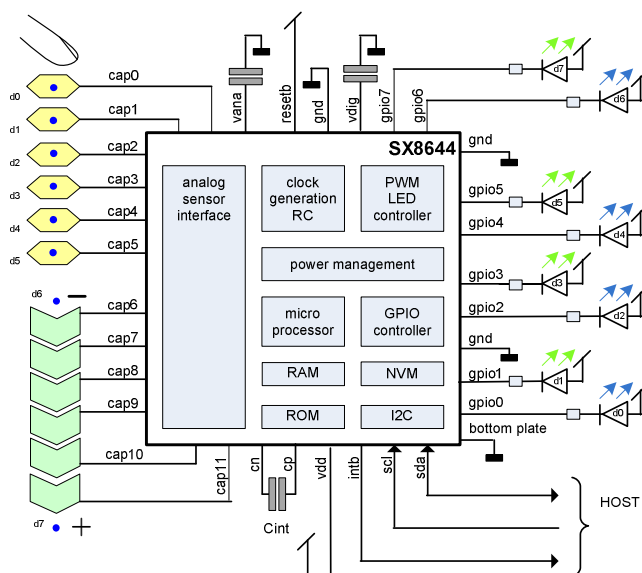 cap0
d0
cap1
d1
cap2
d2
cap3
d3
cap4
d4
cap5
d5
d6
cap6
cap7
cap8
cap9
cap10
cap11
d7
vana
resetb
gnd
vdig
gpio7
gpio6
d7
d6
SX8644
gnd
analog
sensor
interface
clock
generation
RC
PWM
LED
controller
gpio5
d5
gpio4
d4
power management
gpio3
d3
gpio2
d2
micro
processor
GPIO
controller
gnd
RAM
NVM
gpio1
d1
gpio0
d0
ROM
I2C
bottom plate
cn
cp
vdd
intb
scl
sda
Cint
HOST